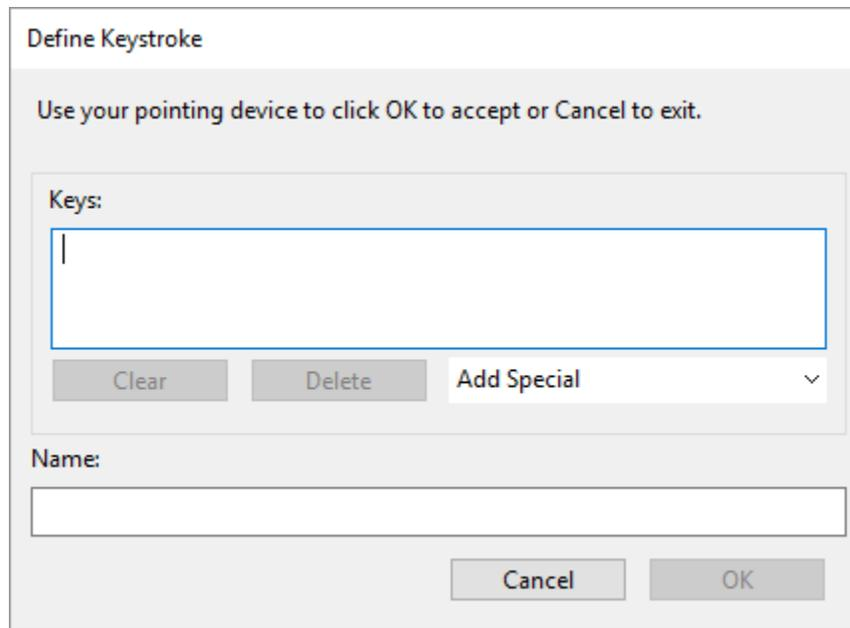 Define Keystroke
Use your pointing device to click OK to accept or Cancel to exit.
Keys:
Clear Delete Add Special
Name:
Cancel OK